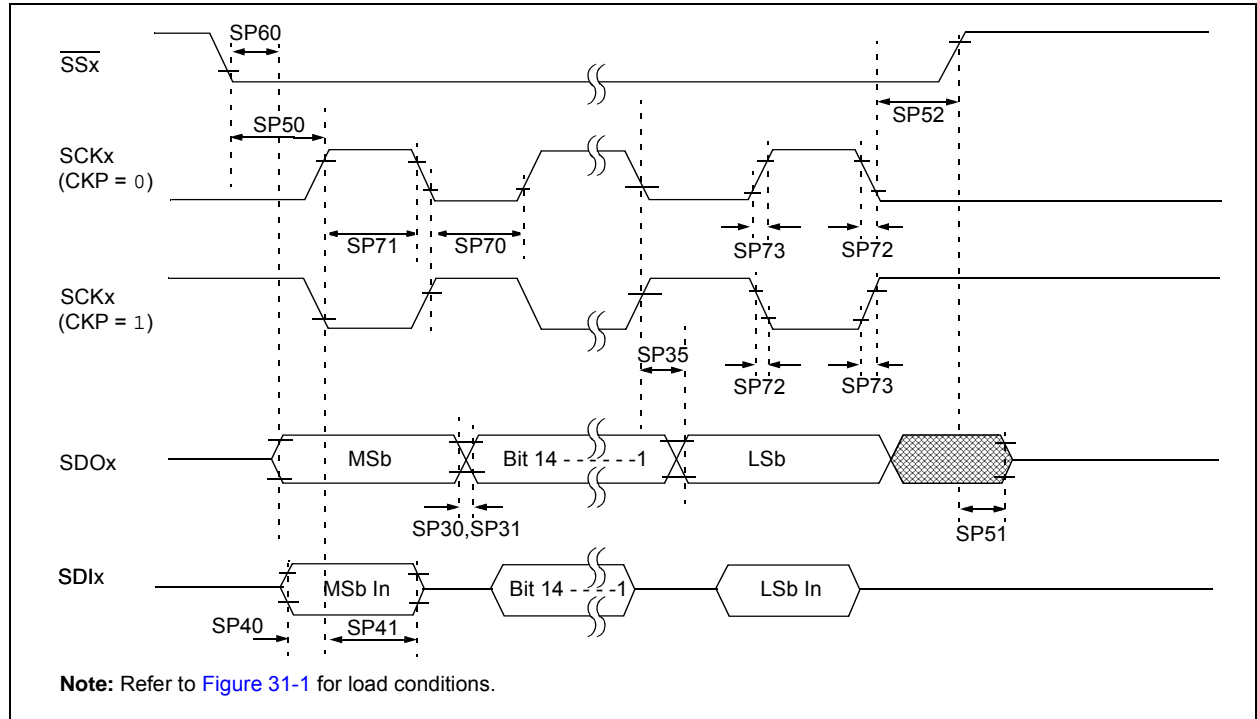 SP60
SSx
SP50
SP52
SCKx
(CKP = 0)
SP71
SP70
SP73
SP72
SCKx
(CKP = 1)
SP35
SP72
SP73
SDOx
MSb
Bit 14 - - - - - -1
LSb
SP30,SP31
SP51
SDIx
MSb In
Bit 14 - - - -1
LSb In
SP40
SP41
Note: Refer to Figure 31-1 for load conditions.